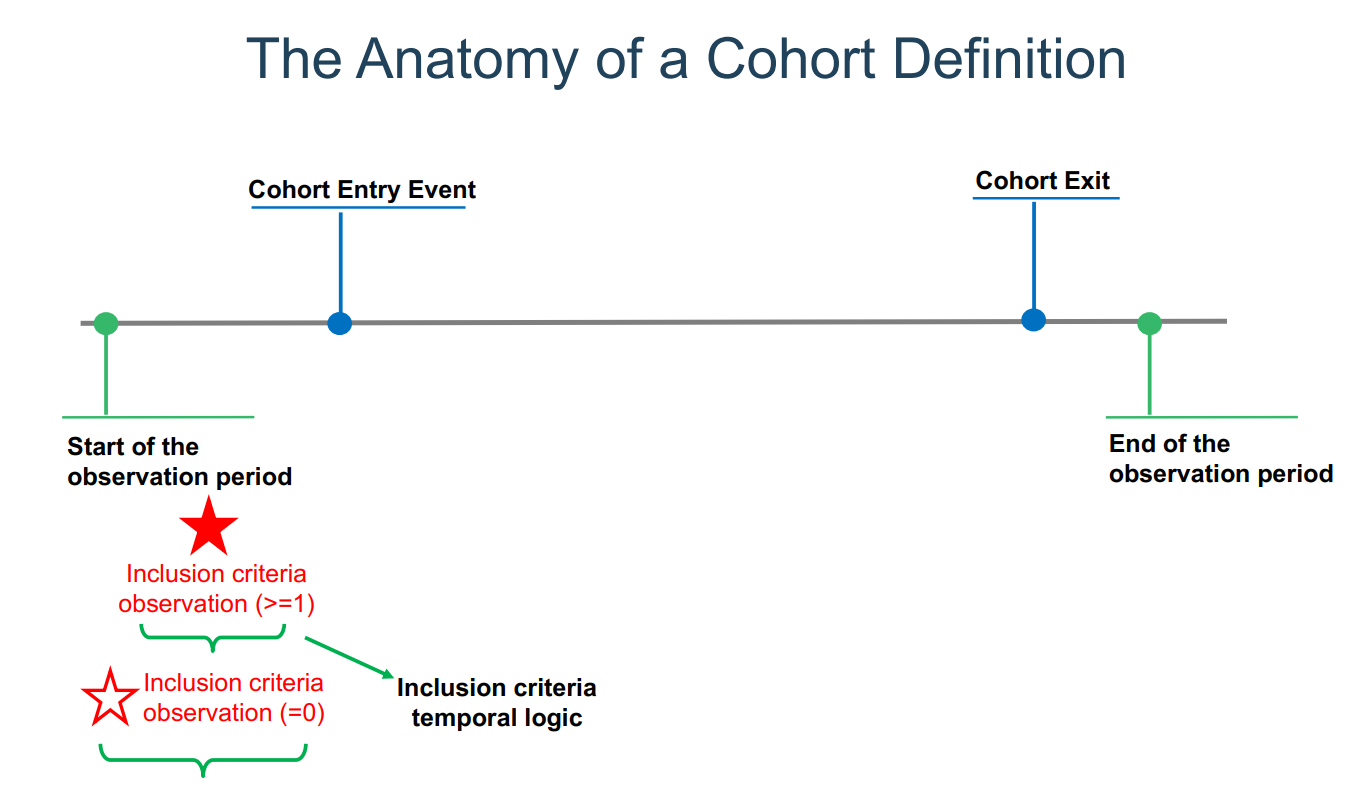 The Anatomy of a Cohort Definition
Cohort Entry Event
Cohort Exit
Start of the
observation period
End of the
observation period
Inclusion criteria
observation (>=1)
Inclusion criteria
observation (=0)
Inclusion criteria
temporal logic